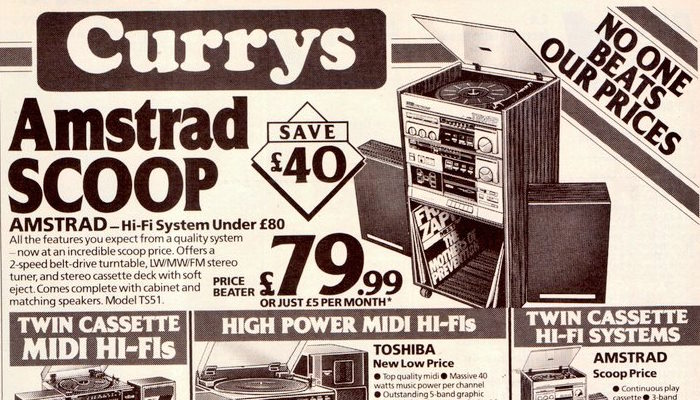 Currys
NO ONE
BEATS
OUR PRICES
Amstrad
SCOOP
SAVE
£40
AMSTRAD – Hi-Fi System Under £80
All the features you expect from a quality system
– now at an incredible scoop price. Offers a
2-speed belt-drive turntable, LW/MW/FM stereo
tuner, and stereo cassette deck with soft
eject. Comes complete with cabinet and
matching speakers. Model TS51.
PRICE
BEATER
£79.99
OR JUST £5 PER MONTH*
TWIN CASSETTE
MIDI HI-FIs
HIGH POWER MIDI HI-FIs
TOSHIBA
New Low Price
● Top quality midi ● Massive 40
watts music power per channel
● Outstanding 5-band graphic
TWIN CASSETTE
HI-FI SYSTEMS
AMSTRAD
Scoop Price
● Continuous play
cassette ● 3-band